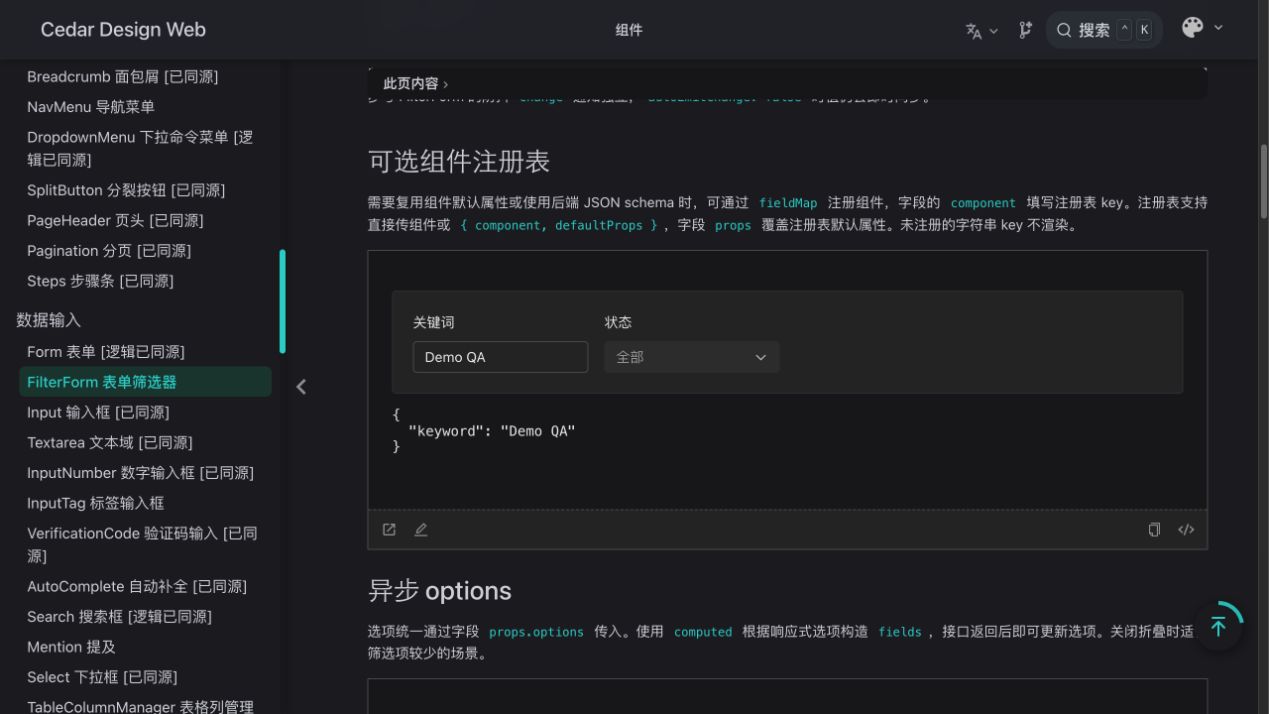 Cedar Design Web
组件
搜索
^
K
Breadcrumb 面包屑 [已同源]
NavMenu 导航菜单
DropdownMenu 下拉命令菜单 [逻
辑已同源]
SplitButton 分裂按钮 [已同源]
PageHeader 页头 [已同源]
Pagination 分页 [已同源]
Steps 步骤条 [已同源]
数据输入
Form 表单 [逻辑已同源]
FilterForm 表单筛选器
Input 输入框 [已同源]
Textarea 文本域 [已同源]
InputNumber 数字输入框 [已同源]
InputTag 标签输入框
VerificationCode 验证码输入 [已同
源]
AutoComplete 自动补全 [已同源]
Search 搜索框 [逻辑已同源]
Mention 提及
Select 下拉框 [已同源]
TableColumnManager 表格列管理
此页内容 ›
可选组件注册表
需要复用组件默认属性或使用后端 JSON schema 时，可通过 fieldMap 注册组件，字段的 component 填写注册表 key。注册表支持
直接传组件或 { component, defaultProps } ，字段 props 覆盖注册表默认属性。未注册的字符串 key 不渲染。
关键词
状态
Demo QA
全部
{
"keyword": "Demo QA"
}
异步 options
选项统一通过字段 props.options 传入。使用 computed 根据响应式选项构造 fields ，接口返回后即可更新选项。关闭折叠时适
筛选项较少的场景。